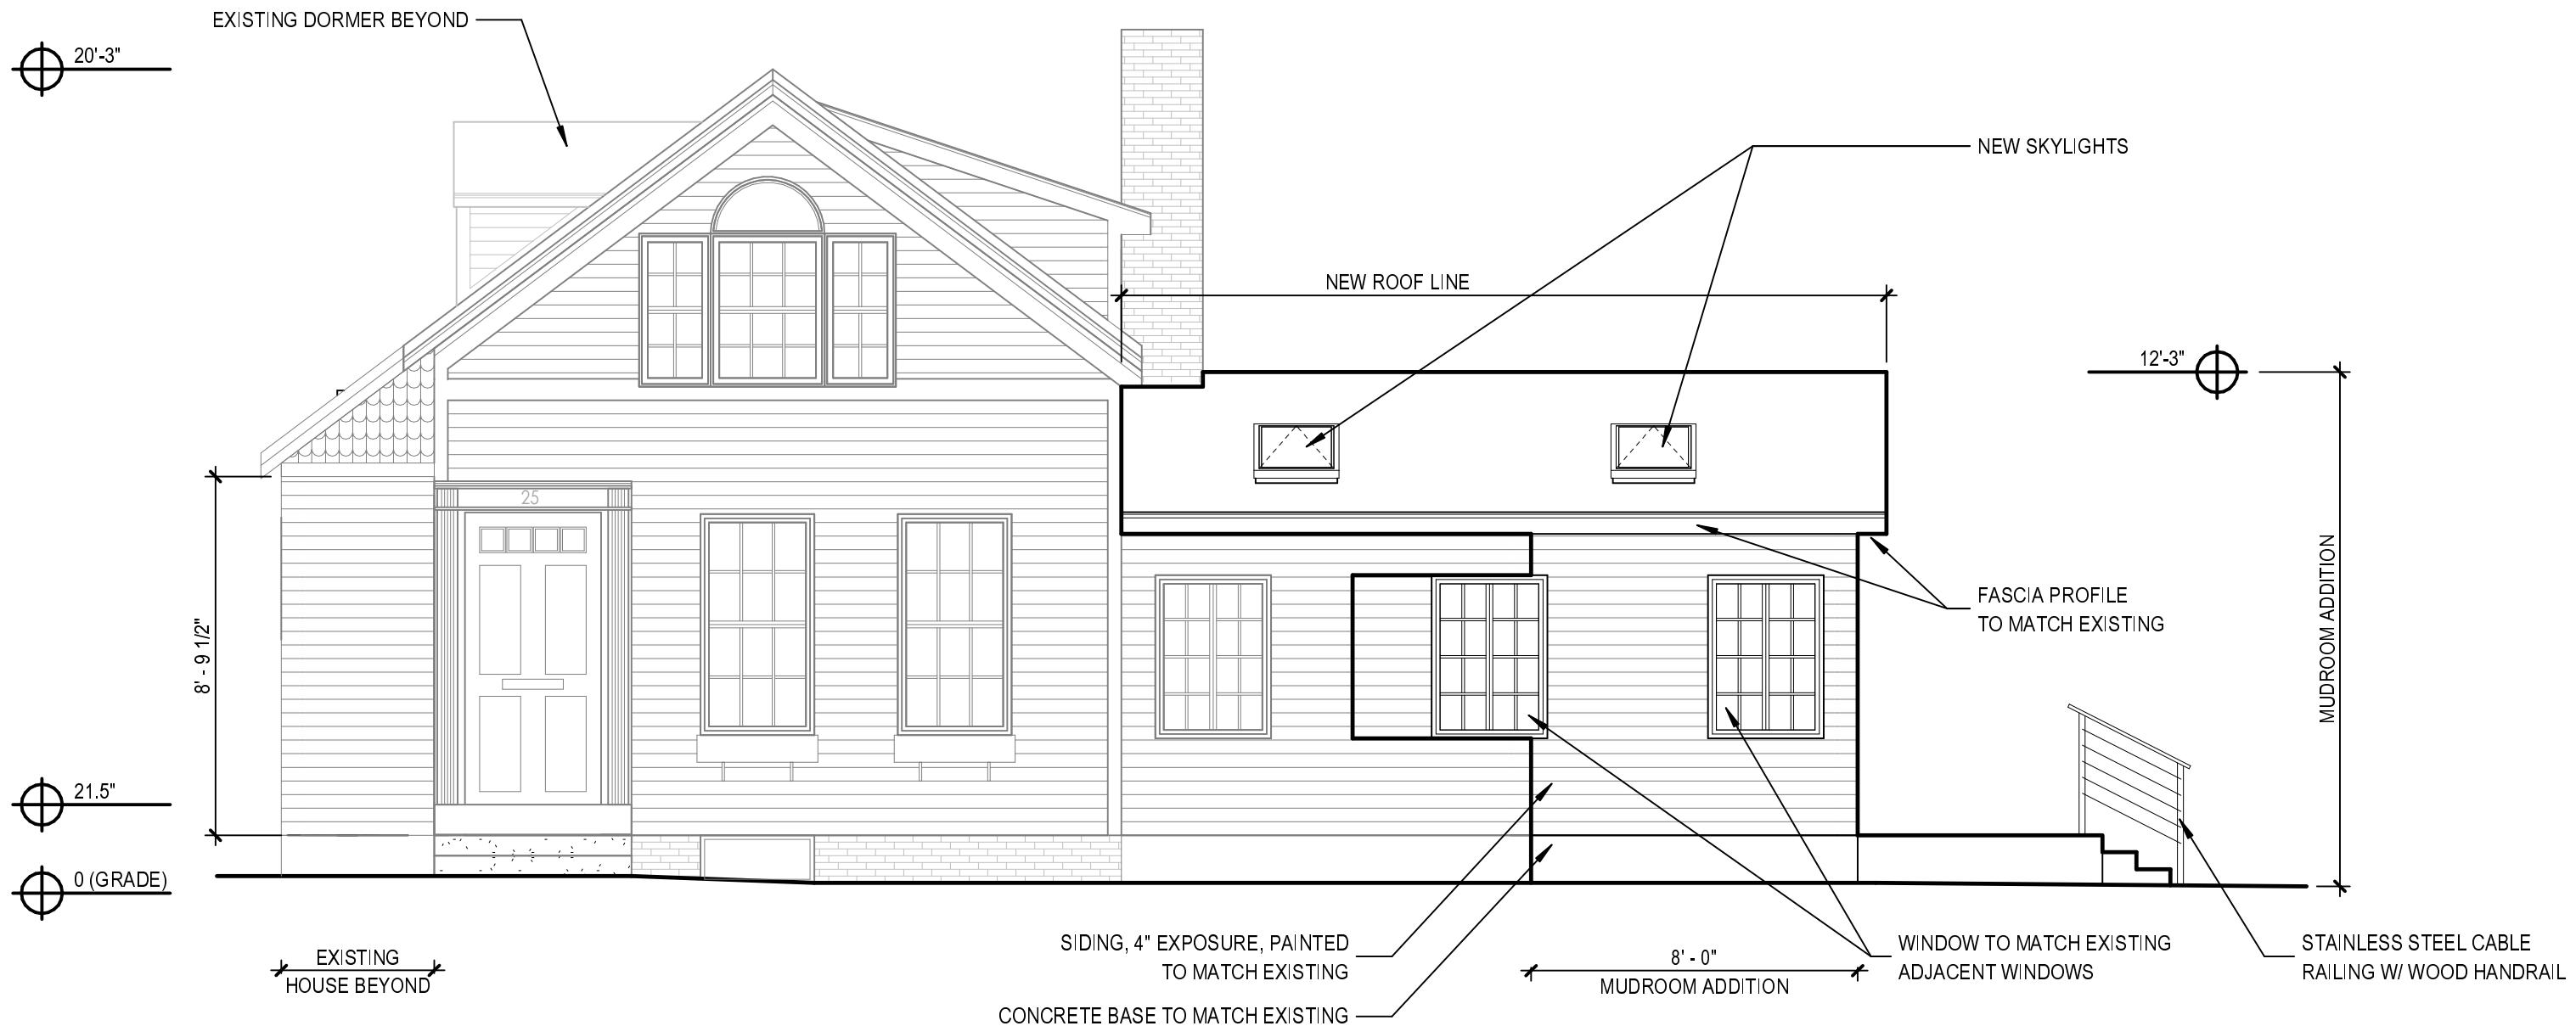 EXISTING DORMER BEYOND
20'-3"
NEW SKYLIGHTS
NEW ROOF LINE
12'-3"
25
8' - 9 1/2"
FASCIA PROFILE
TO MATCH EXISTING
MUDROOM ADDITION
21.5"
0 (GRADE)
SIDING, 4" EXPOSURE, PAINTED
TO MATCH EXISTING
CONCRETE BASE TO MATCH EXISTING
EXISTING
HOUSE BEYOND
8' - 0"
MUDROOM ADDITION
WINDOW TO MATCH EXISTING
ADJACENT WINDOWS
STAINLESS STEEL CABLE
RAILING W/ WOOD HANDRAIL